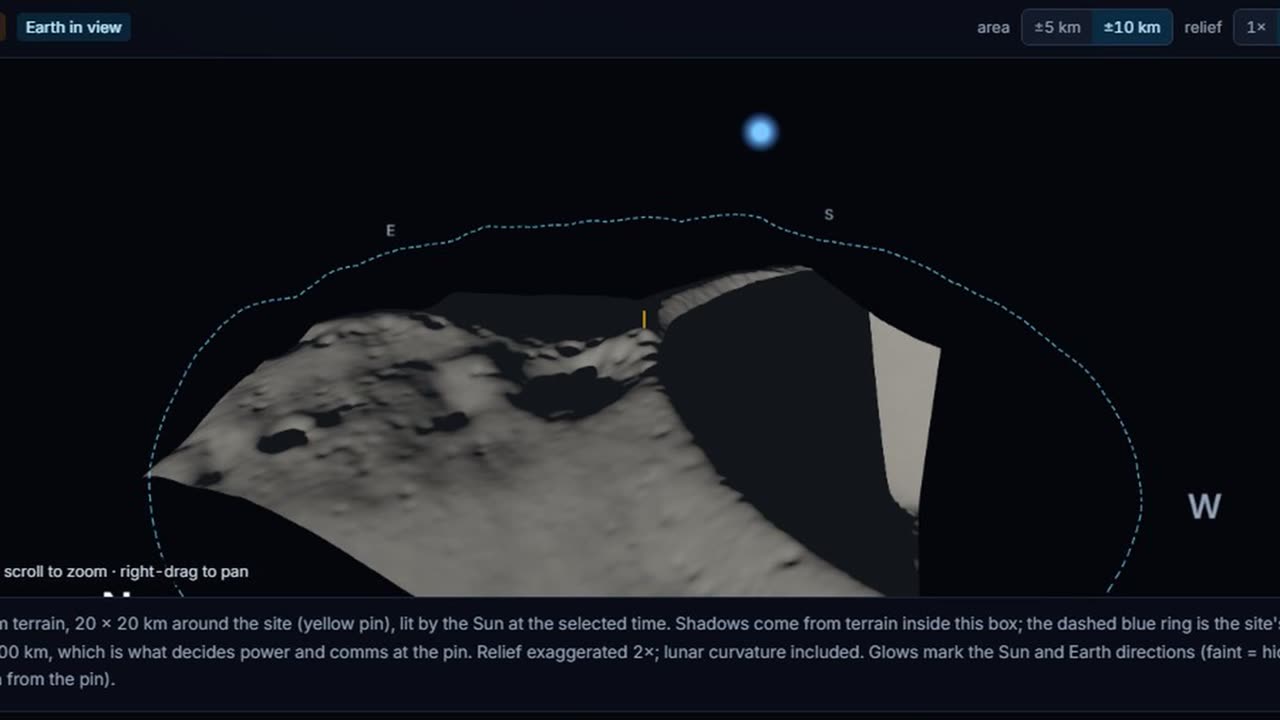 Earth in view
area ±5 km ±10 km relief 1×
S
E
W
scroll to zoom · right-drag to pan
N
m terrain, 20 × 20 km around the site (yellow pin), lit by the Sun at the selected time. Shadows come from terrain inside this box; the dashed blue ring is the site's
00 km, which is what decides power and comms at the pin. Relief exaggerated 2×; lunar curvature included. Glows mark the Sun and Earth directions (faint = hid
from the pin).